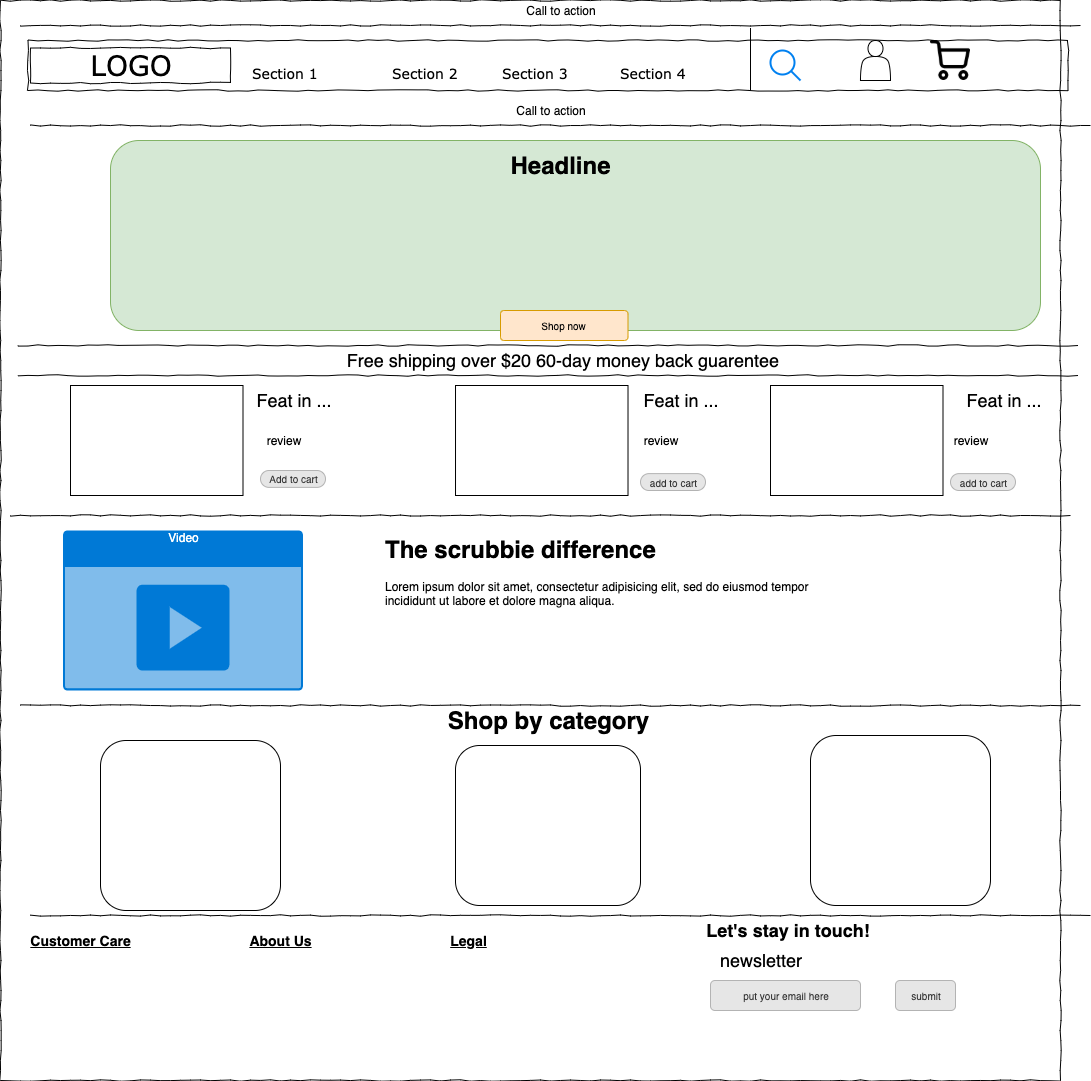 Call to action
LOGO
Section 1
Section 2
Section 3
Section 4
Call to action
Headline
Shop now
Free shipping over $20 60-day money back guarentee
Feat in ...
review
Add to cart
Feat in ...
review
add to cart
Feat in ...
review
add to cart
Video
The scrubbie difference
Lorem ipsum dolor sit amet, consectetur adipisicing elit, sed do eiusmod tempor
incididunt ut labore et dolore magna aliqua.
Shop by category
Customer Care
About Us
Legal
Let's stay in touch!
newsletter
put your email here
submit